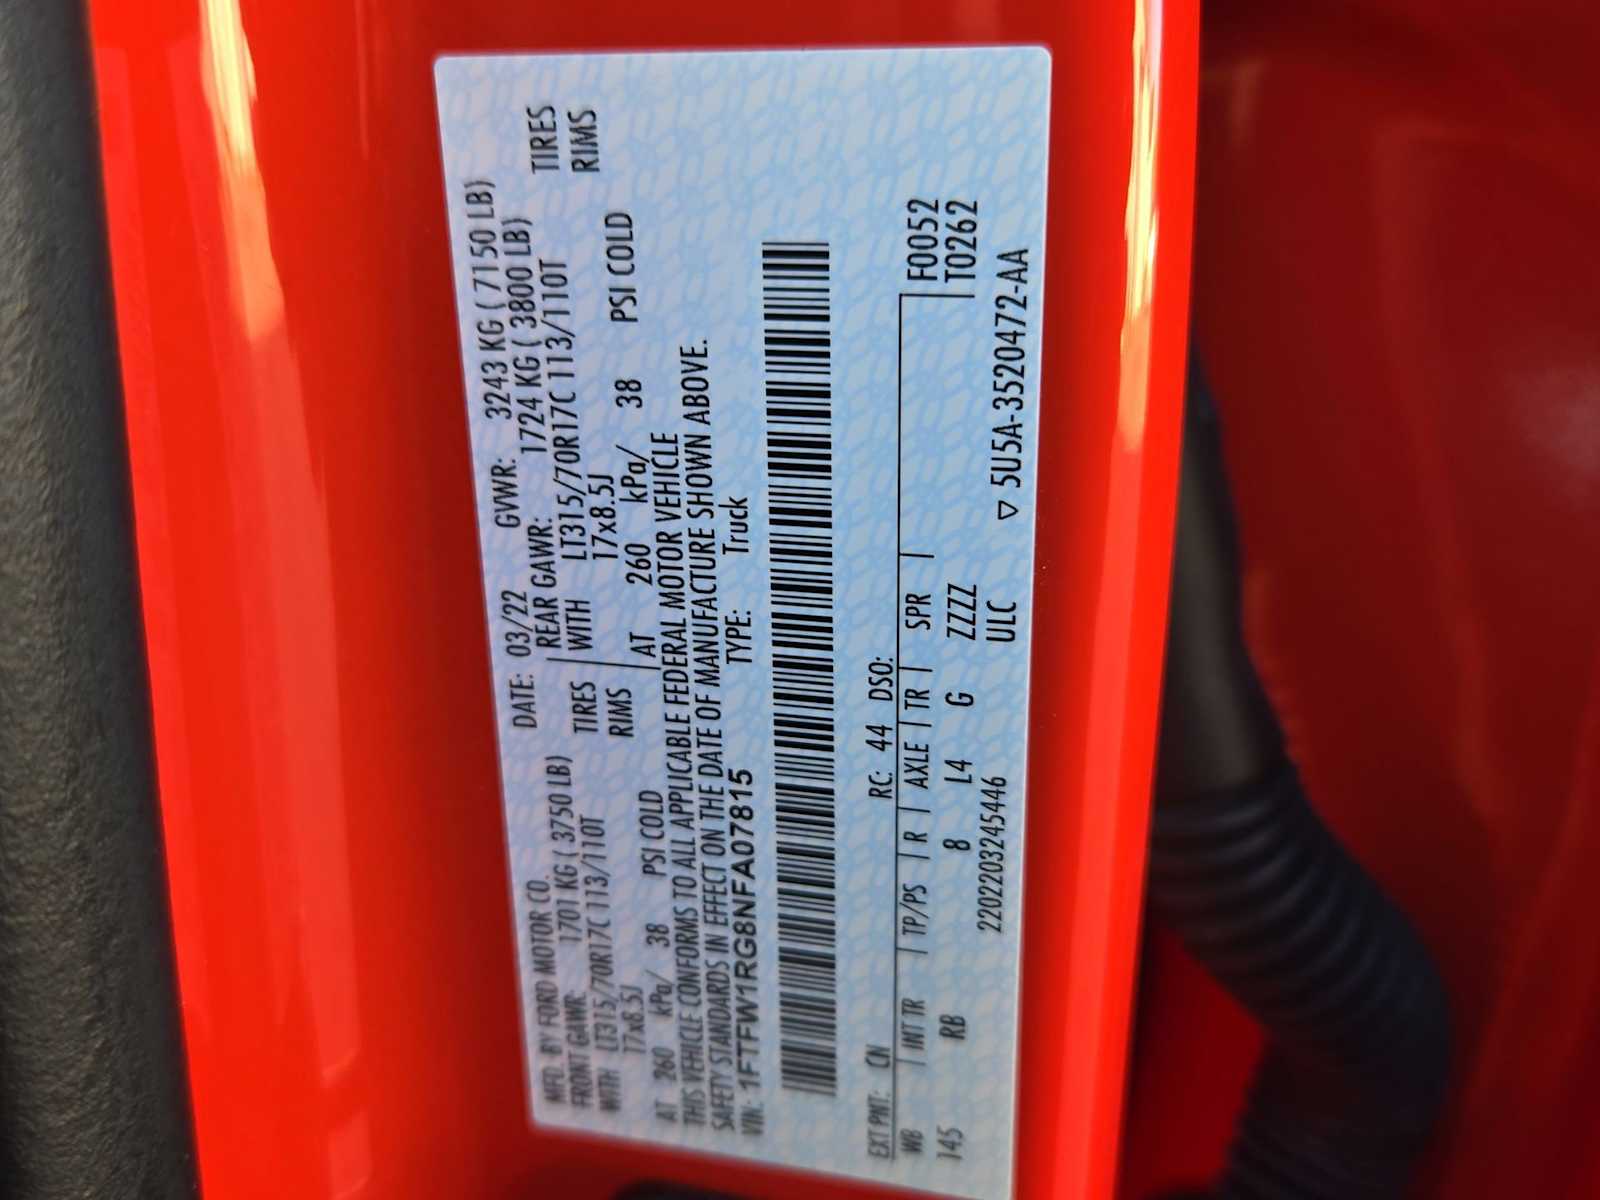 MFD. BY FORD MOTOR CO. DATE: 03/22 GVWR: 3243 KG ( 7150 LB)
FRONT GAWR: 1701 KG ( 3750 LB) REAR GAWR: 1724 KG ( 3800 LB)
WITH LT315/70R17C 113/110T TIRES WITH LT315/70R17C 113/110T TIRES
17x8.5J RIMS 17x8.5J RIMS
AT 260 kPa/ 38 PSI COLD AT 260 kPa/ 38 PSI COLD
THIS VEHICLE CONFORMS TO ALL APPLICABLE FEDERAL MOTOR VEHICLE
SAFETY STANDARDS IN EFFECT ON THE DATE OF MANUFACTURE SHOWN ABOVE.
VIN: 1FTFW1RG8NFA07815 TYPE: Truck
EXT PNT: CN RC: 44 DSO:
WB INT TR TP/PS R AXLE TR SPR F0052
145 RB 8 L4 G ZZZZ T0262
2202203245446 ULC ▽ 5U5A-3520472-AA